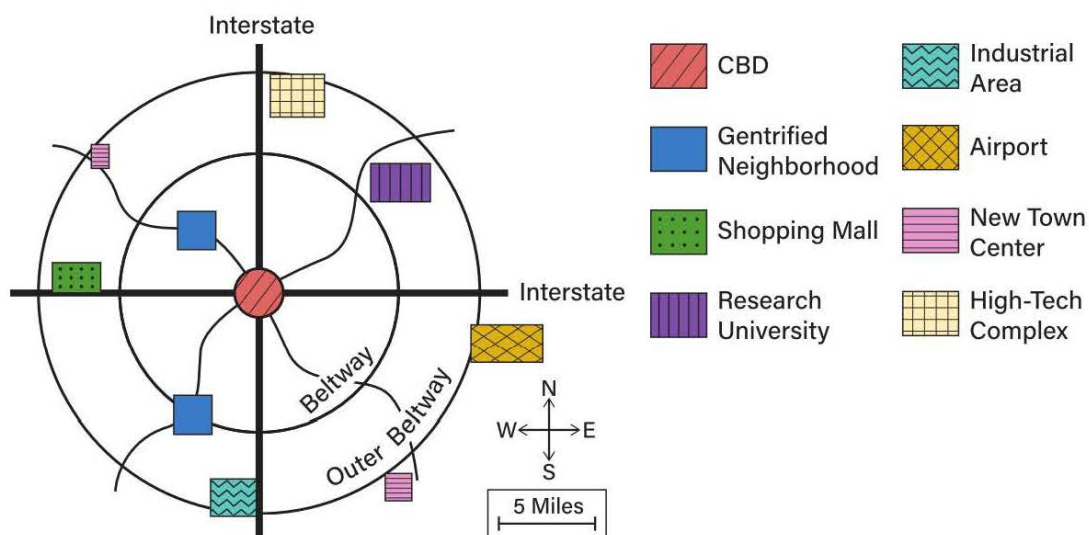 Interstate
Interstate
Beltway
Outer Beltway
N
W
E
S
5 Miles
CBD
Gentrified
Neighborhood
Shopping Mall
Research
University
Industrial
Area
Airport
New Town
Center
High-Tech
Complex